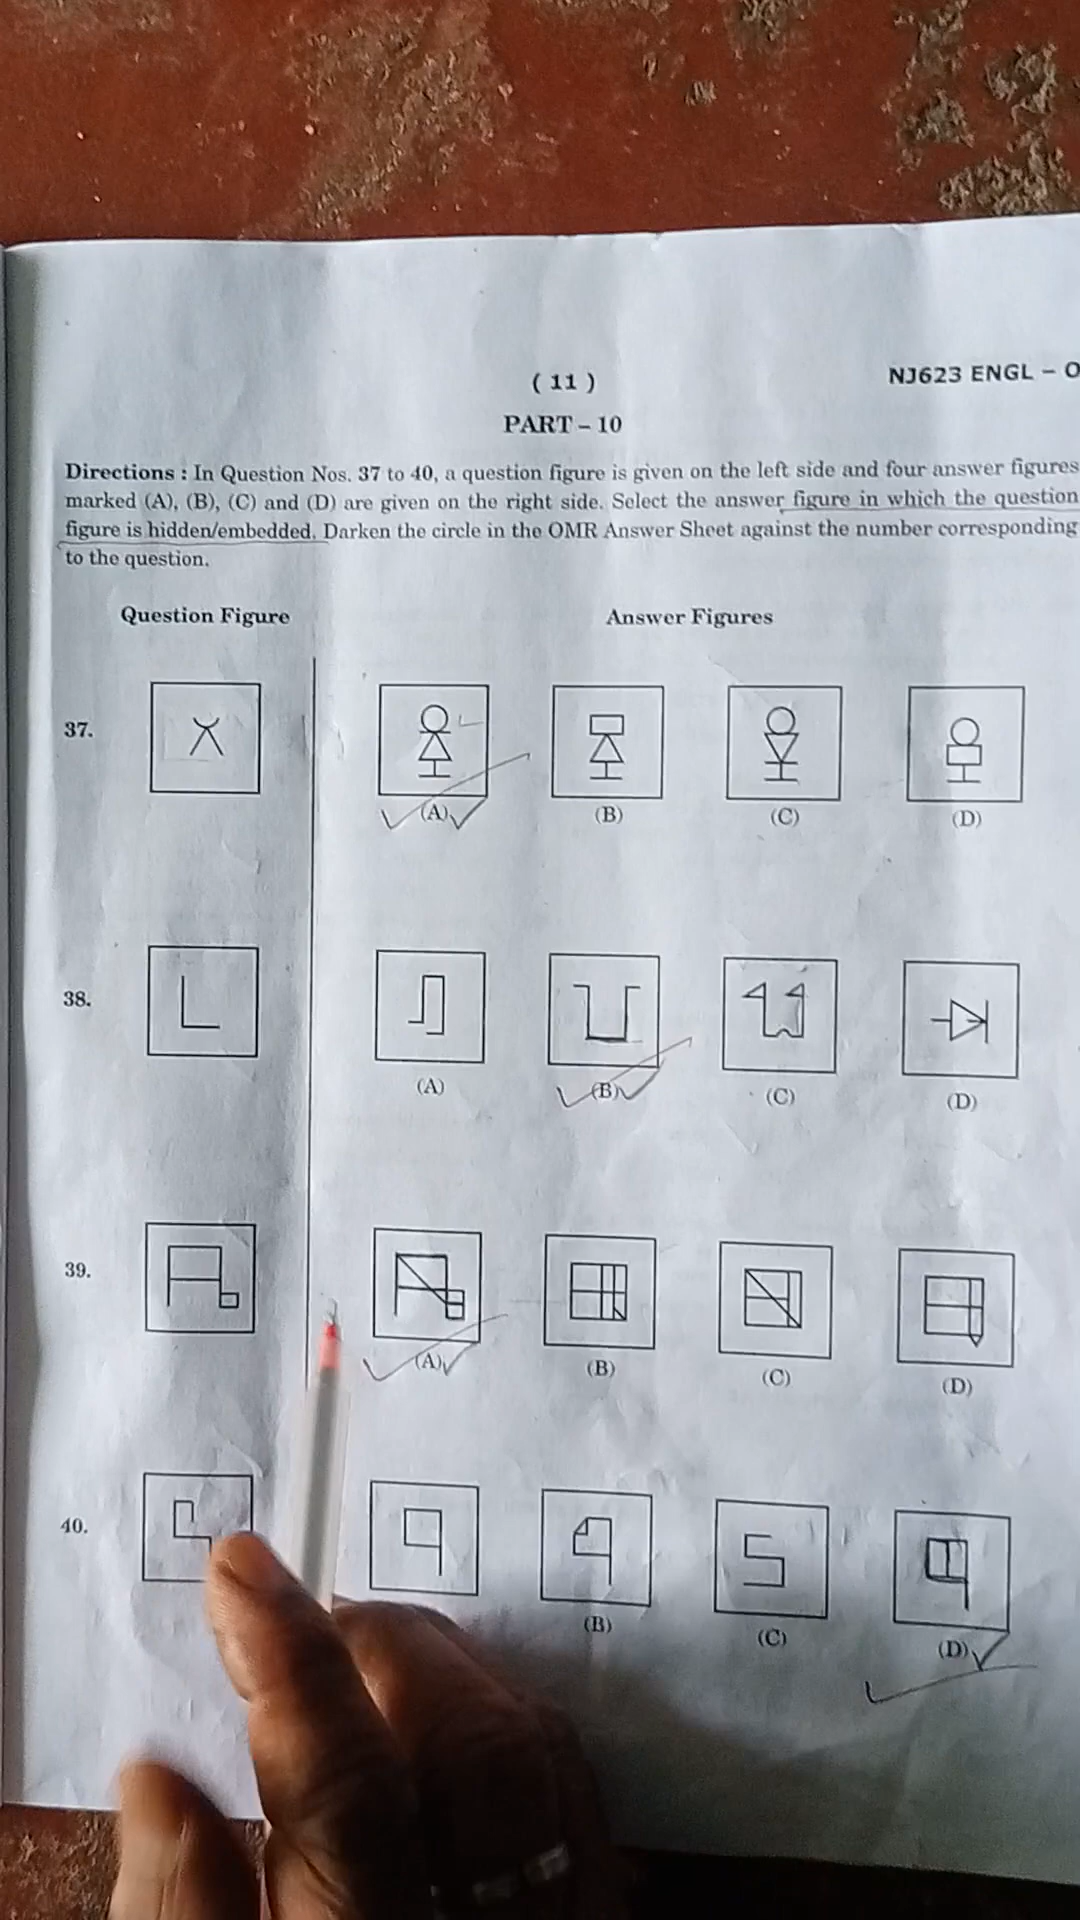 ( 11 )
NJ623 ENGL – O
PART – 10
Directions : In Question Nos. 37 to 40, a question figure is given on the left side and four answer figures
marked (A), (B), (C) and (D) are given on the right side. Select the answer figure in which the question
figure is hidden/embedded. Darken the circle in the OMR Answer Sheet against the number corresponding
to the question.
Question Figure
Answer Figures
37.
(A) (B) (C) (D)
38.
(A) (B) (C) (D)
39.
(A) (B) (C) (D)
40.
(B) (C) (D)